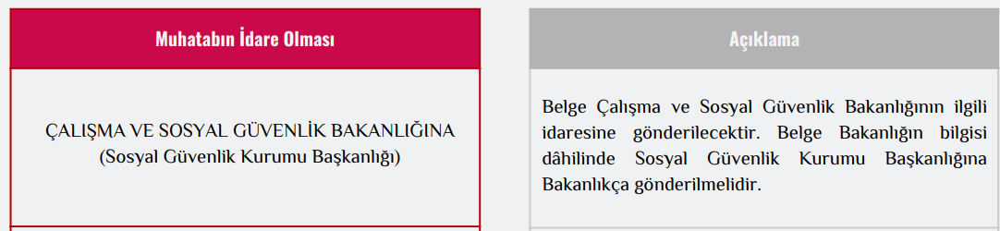 Muhatabın İdare Olması
ÇALIŞMA VE SOSYAL GÜVENLİK BAKANLIĞINA
(Sosyal Güvenlik Kurumu Başkanlığı)
Açıklama
Belge Çalışma ve Sosyal Güvenlik Bakanlığının ilgili
idaresine gönderilecektir. Belge Bakanlığın bilgisi
dâhilinde Sosyal Güvenlik Kurumu Başkanlığına
Bakanlıkça gönderilmelidir.